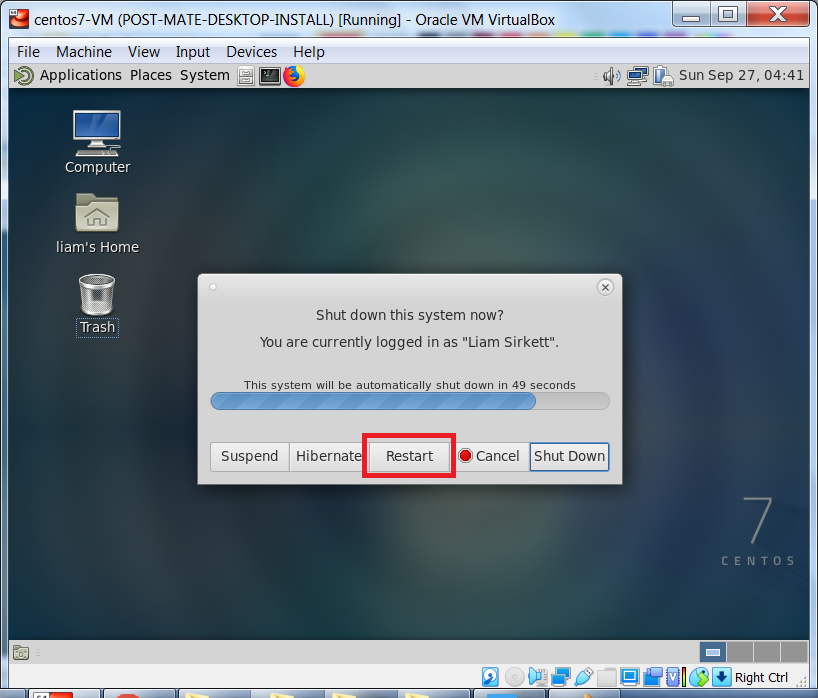 centos7-VM (POST-MATE-DESKTOP-INSTALL) [Running] - Oracle VM VirtualBox
File Machine View Input Devices Help
Applications Places System Sun Sep 27, 04:41
Computer
liam's Home
Trash
Shut down this system now?
You are currently logged in as "Liam Sirkett".
This system will be automatically shut down in 49 seconds
Suspend Hibernate Restart Cancel Shut Down
7
CENTOS
Right Ctrl